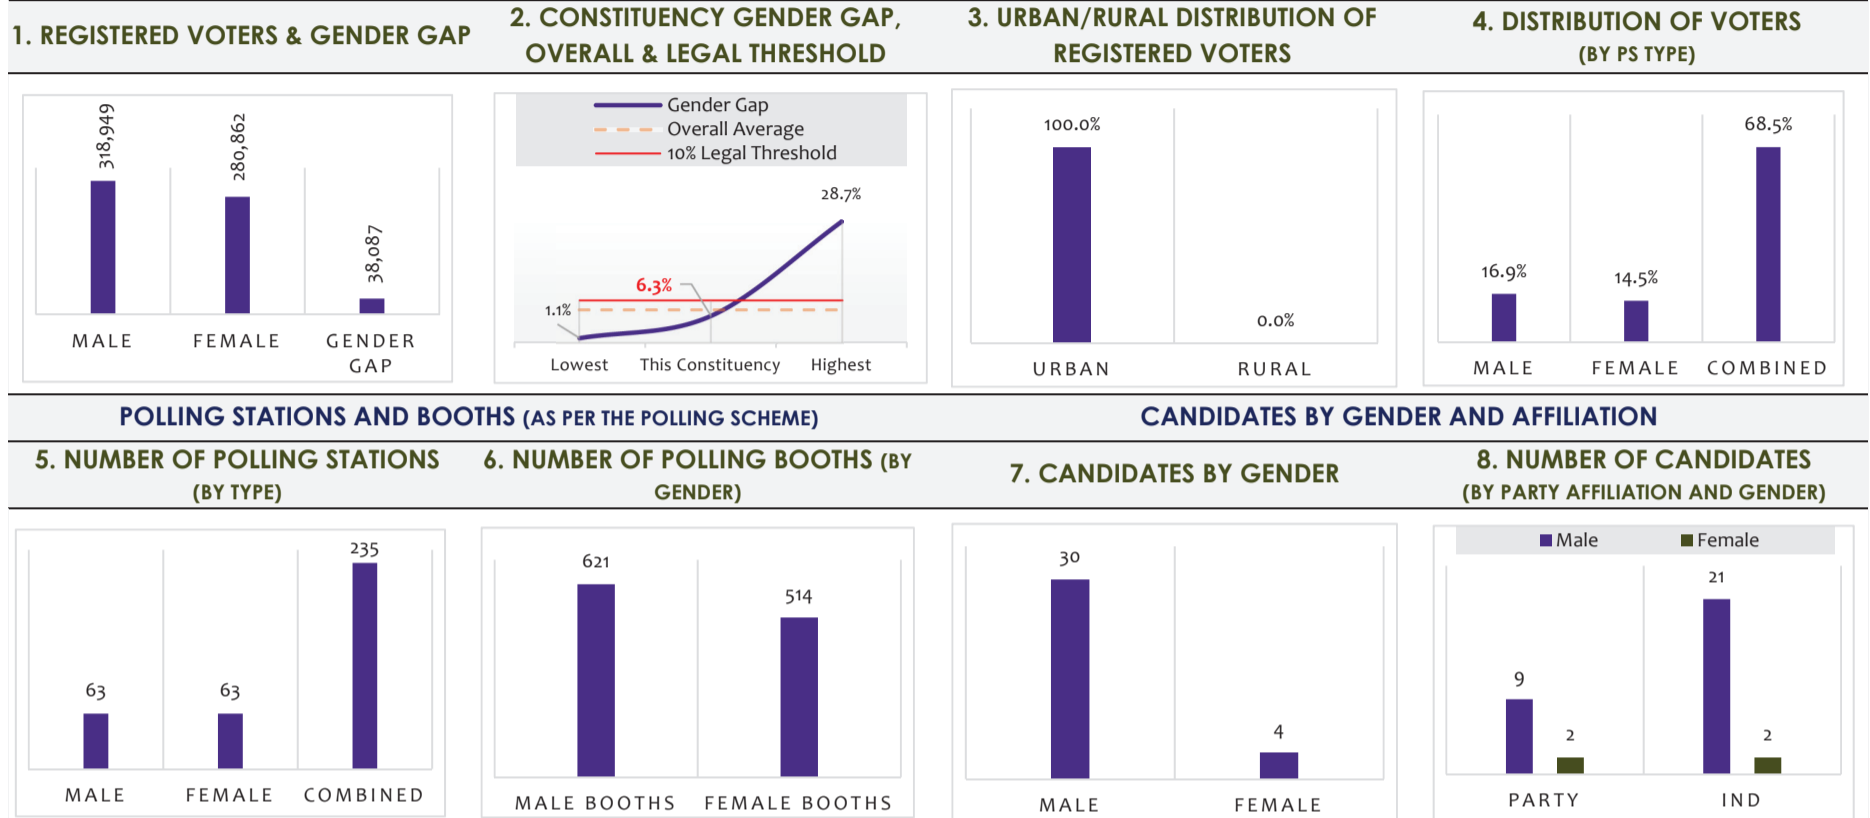 1. REGISTERED VOTERS & GENDER GAP
318,949
280,862
38,087
MALE
FEMALE
GENDER
GAP
2. CONSTITUENCY GENDER GAP,
OVERALL & LEGAL THRESHOLD
Gender Gap
Overall Average
10% Legal Threshold
28.7%
6.3%
1.1%
Lowest
This Constituency
Highest
3. URBAN/RURAL DISTRIBUTION OF
REGISTERED VOTERS
100.0%
0.0%
URBAN
RURAL
4. DISTRIBUTION OF VOTERS
(BY PS TYPE)
68.5%
16.9%
14.5%
MALE
FEMALE
COMBINED
POLLING STATIONS AND BOOTHS (AS PER THE POLLING SCHEME)
CANDIDATES BY GENDER AND AFFILIATION
5. NUMBER OF POLLING STATIONS
(BY TYPE)
235
63
63
MALE
FEMALE
COMBINED
6. NUMBER OF POLLING BOOTHS (BY
GENDER)
621
514
MALE BOOTHS
FEMALE BOOTHS
7. CANDIDATES BY GENDER
30
4
MALE
FEMALE
8. NUMBER OF CANDIDATES
(BY PARTY AFFILIATION AND GENDER)
Male
Female
21
9
2
2
PARTY
IND